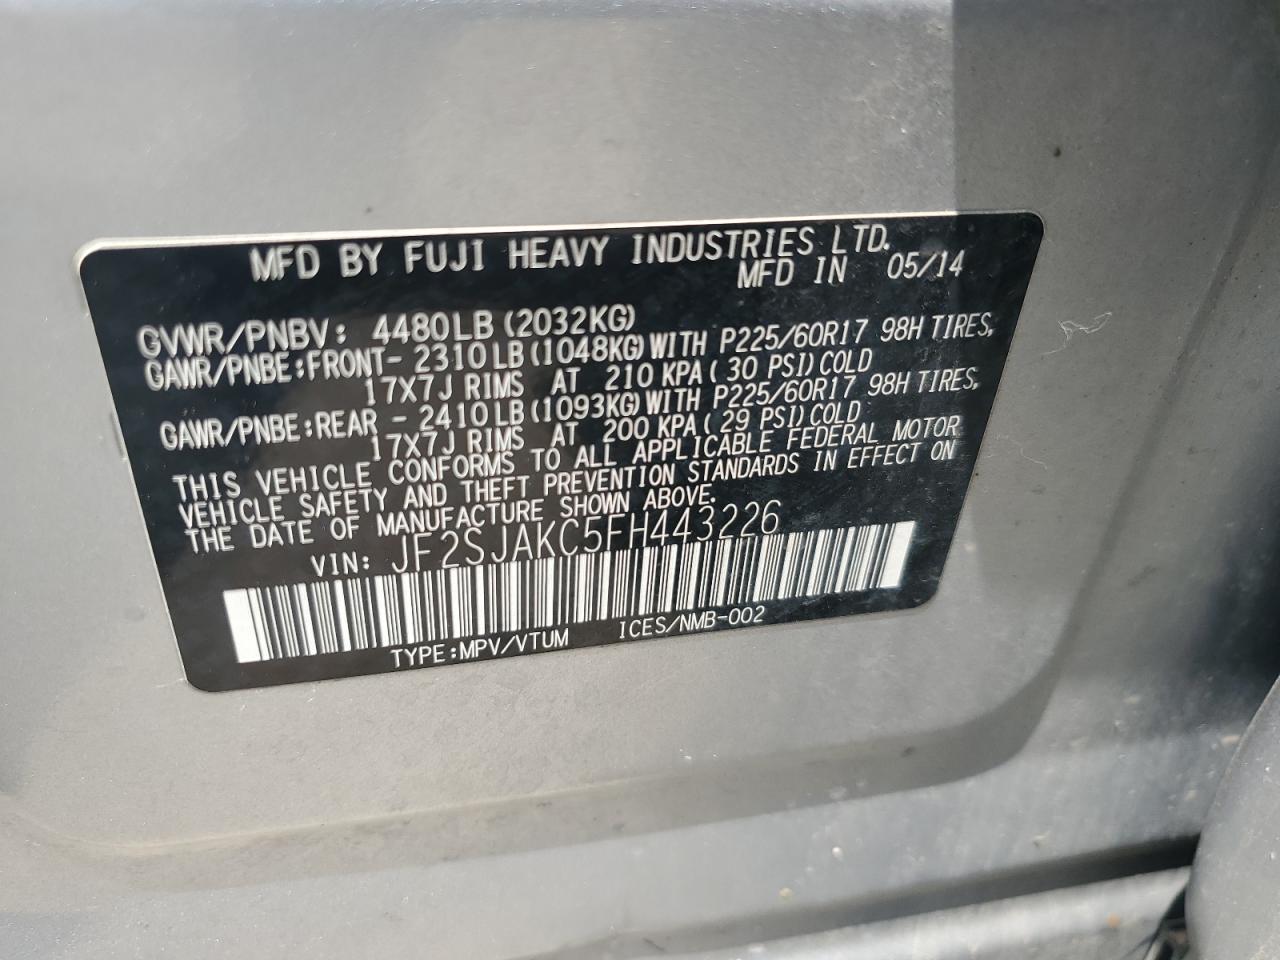 MFD BY FUJI HEAVY INDUSTRIES LTD.
MFD IN 05/14
GVWR/PNBV: 4480LB (2032KG)
GAWR/PNBE:FRONT- 2310LB(1048KG)WITH P225/60R17 98H TIRES,
17X7J RIMS AT 210 KPA( 30 PSI)COLD
GAWR/PNBE:REAR - 2410LB(1093KG)WITH P225/60R17 98H TIRES,
17X7J RIMS AT 200 KPA( 29 PSI)COLD
THIS VEHICLE CONFORMS TO ALL APPLICABLE FEDERAL MOTOR
VEHICLE SAFETY AND THEFT PREVENTION STANDARDS IN EFFECT ON
THE DATE OF MANUFACTURE SHOWN ABOVE.
VIN: JF2SJAKC5FH443226
TYPE:MPV/VTUM ICES/NMB-002